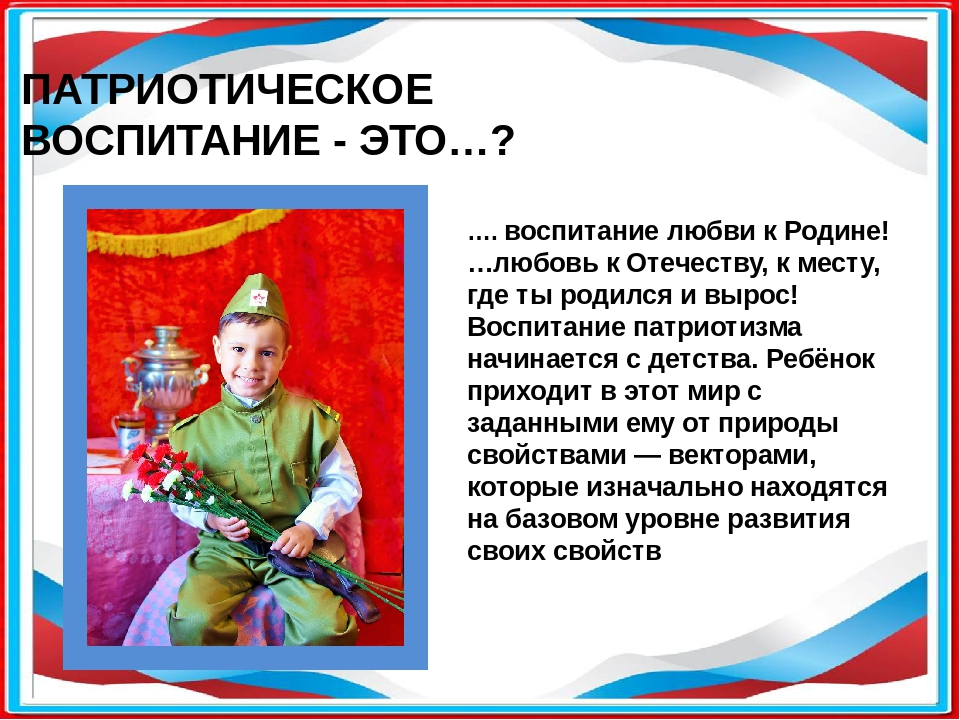 ПАТРИОТИЧЕСКОЕ
ВОСПИТАНИЕ - ЭТО…?
…. воспитание любви к Родине!
…любовь к Отечеству, к месту,
где ты родился и вырос!
Воспитание патриотизма
начинается с детства. Ребёнок
приходит в этот мир с
заданными ему от природы
свойствами — векторами,
которые изначально находятся
на базовом уровне развития
своих свойств